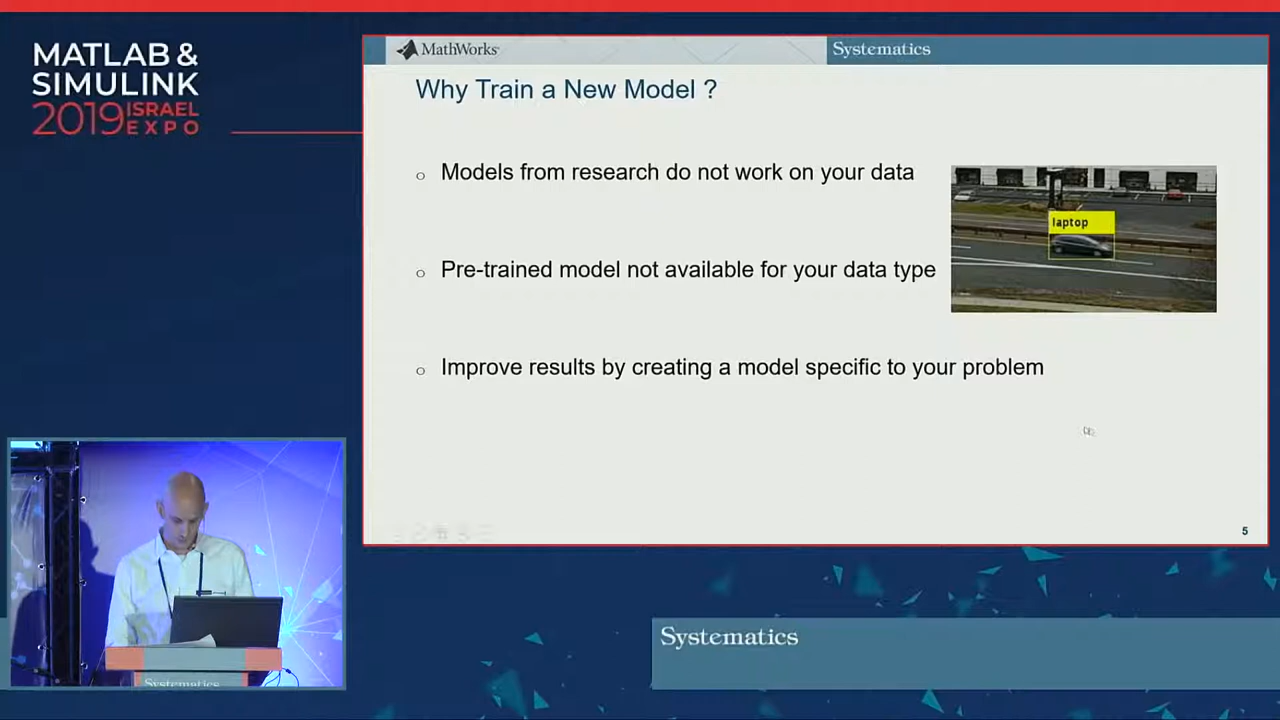 MATLAB &
SIMULINK
2019 ISRAEL
EXPO
MathWorks
Systematics
Why Train a New Model ?
o Models from research do not work on your data
laptop
o Pre-trained model not available for your data type
o Improve results by creating a model specific to your problem
5
Systematics
Systematics